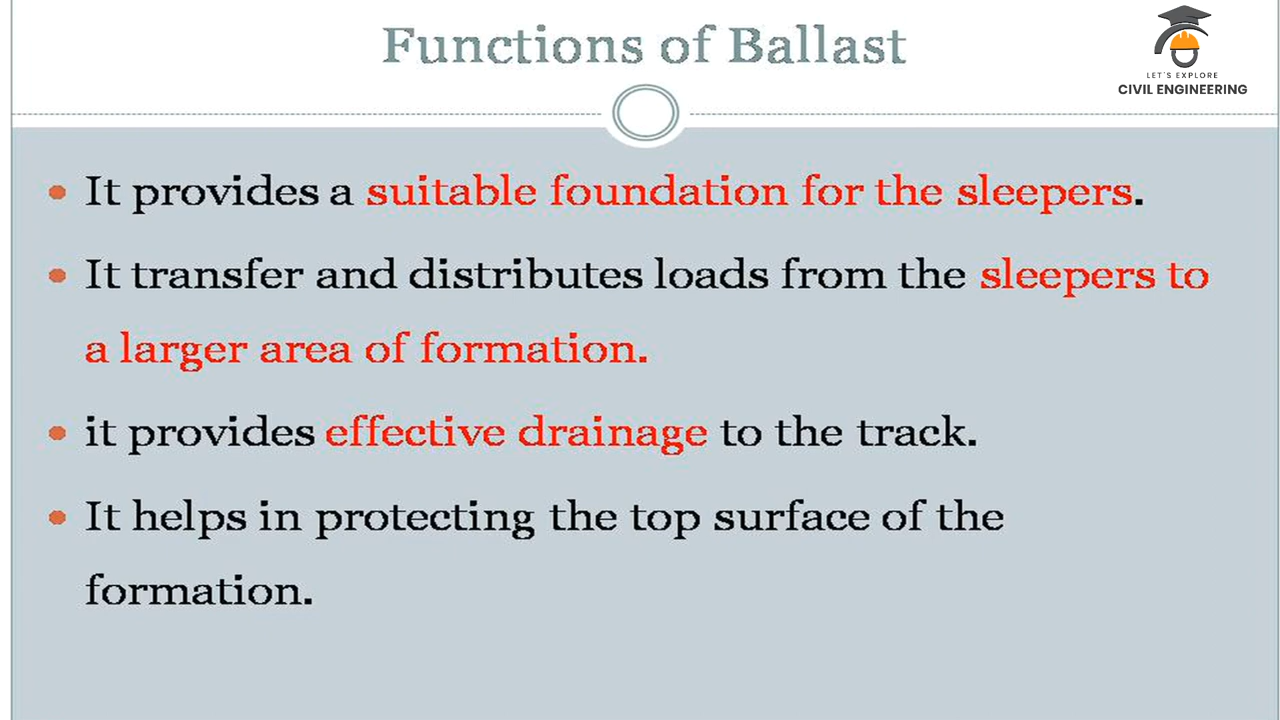 Functions of Ballast
LET'S EXPLORE
CIVIL ENGINEERING
It provides a suitable foundation for the sleepers.
It transfer and distributes loads from the sleepers to
a larger area of formation.
it provides effective drainage to the track.
It helps in protecting the top surface of the
formation.